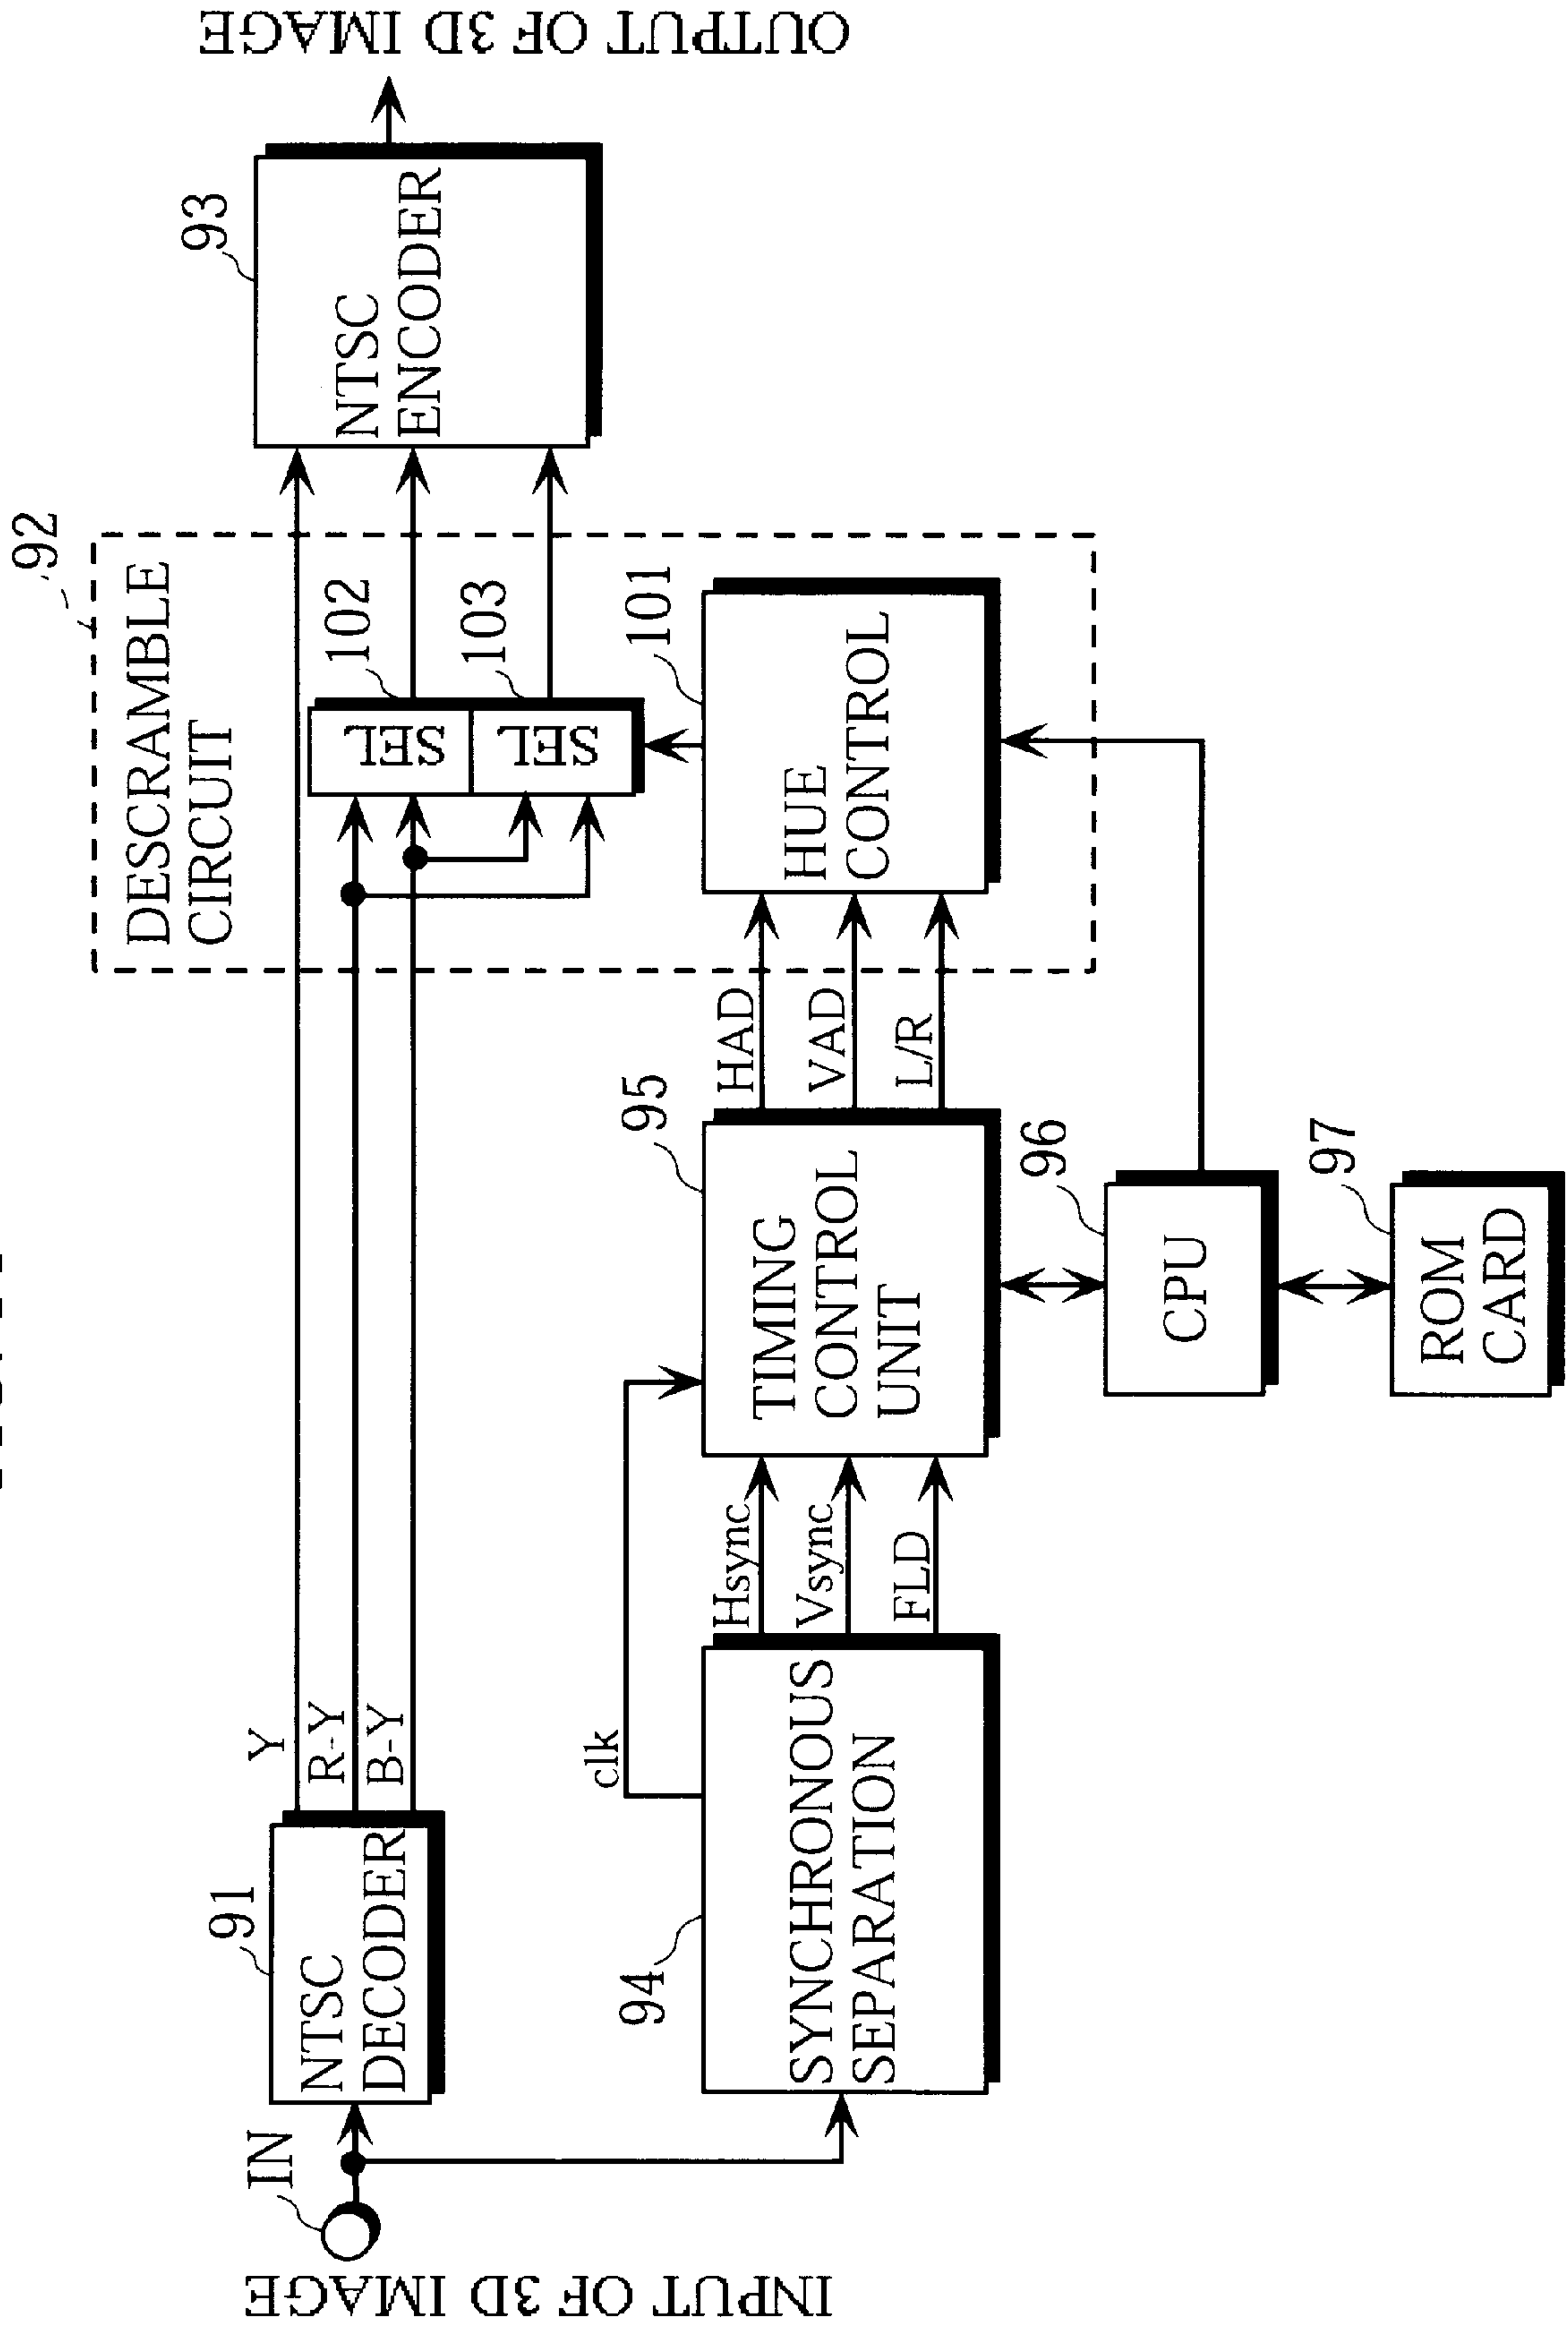 92
DESCRAMBLE
CIRCUIT
91
NTSC
DECODER
IN
INPUT OF 3D IMAGE
Y
R-Y
B-Y
SEL
SEL
102
103
93
NTSC
ENCODER
OUTPUT OF 3D IMAGE
94
SYNCHRONOUS
SEPARATION
clk
Hsync
Vsync
FLD
95
TIMING
CONTROL
UNIT
HAD
VAD
L/R
101
HUE
CONTROL
96
CPU
97
ROM
CARD